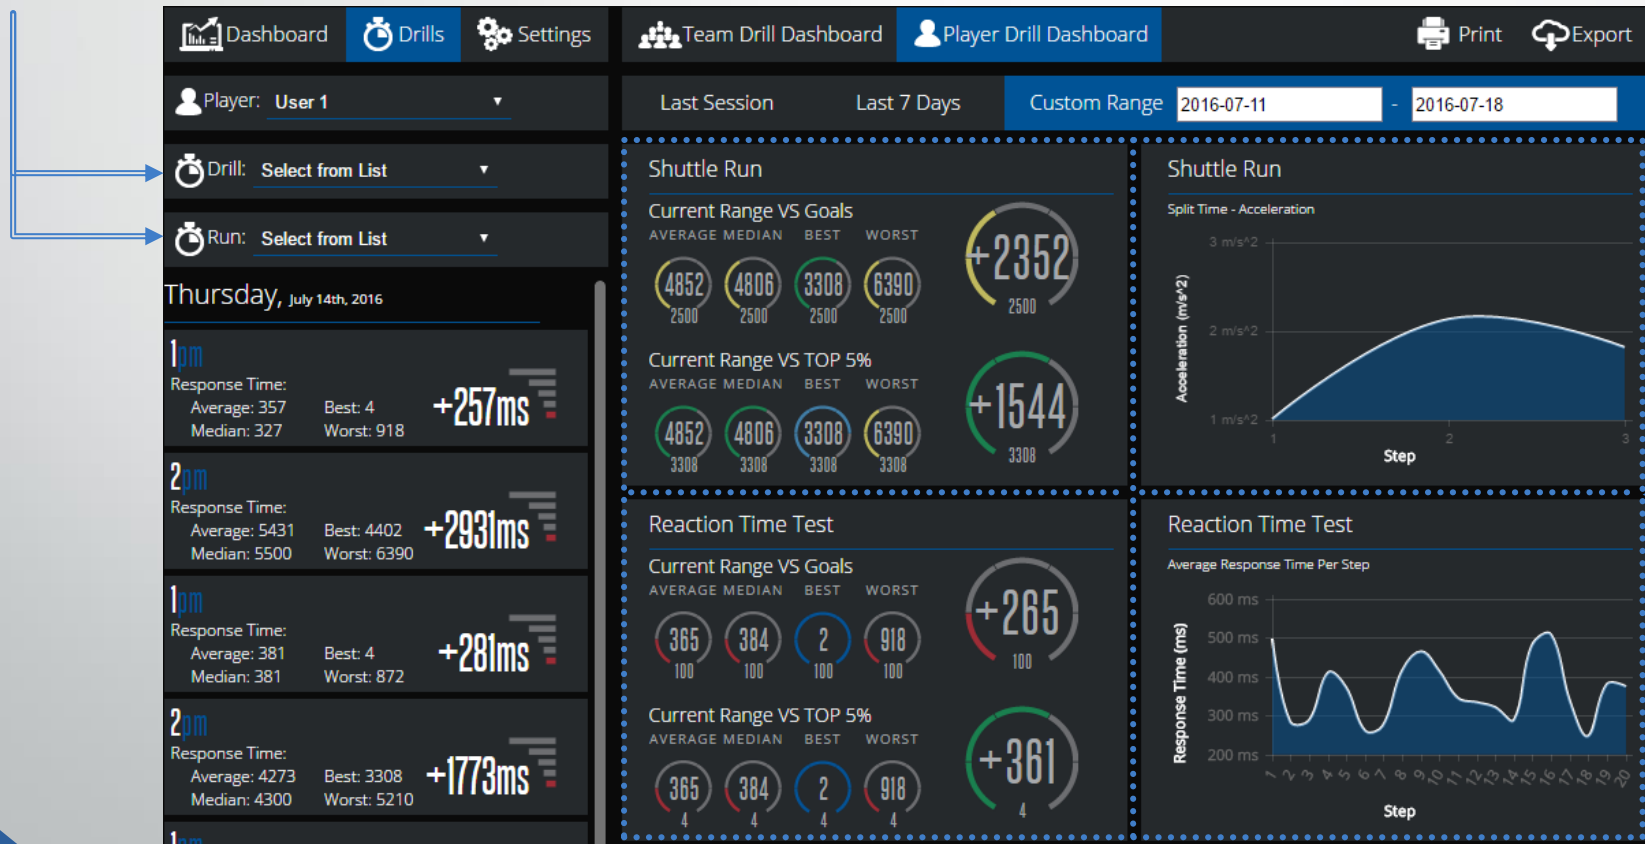 Dashboard Drills Settings Team Drill Dashboard Player Drill Dashboard Print Export
Player: User 1
Drill: Select from List
Run: Select from List
Thursday, July 14th, 2016
1pm
Response Time:
Average: 357 Best: 4
Median: 327 Worst: 918
+257ms
2pm
Response Time:
Average: 5431 Best: 4402
Median: 5500 Worst: 6390
+2931ms
1pm
Response Time:
Average: 381 Best: 4
Median: 381 Worst: 872
+281ms
2pm
Response Time:
Average: 4273 Best: 3308
Median: 4300 Worst: 5210
+1773ms
1pm
Last Session Last 7 Days Custom Range 2016-07-11 - 2016-07-18
Shuttle Run
Current Range VS Goals
AVERAGE MEDIAN BEST WORST
4852 4806 3308 6390
2500 2500 2500 2500
+2352
2500
Current Range VS TOP 5%
AVERAGE MEDIAN BEST WORST
4852 4806 3308 6390
3308 3308 3308 3308
+1544
3308
Shuttle Run
Split Time - Acceleration
Acceleration (m/s^2)
3 m/s^2
2 m/s^2
1 m/s^2
1 2 3
Step
Reaction Time Test
Current Range VS Goals
AVERAGE MEDIAN BEST WORST
365 384 2 918
100 100 100 100
+265
100
Current Range VS TOP 5%
AVERAGE MEDIAN BEST WORST
365 384 2 918
4 4 4 4
+361
4
Reaction Time Test
Average Response Time Per Step
Response Time (ms)
600 ms
500 ms
400 ms
300 ms
200 ms
1 2 3 4 5 6 7 8 9 10 11 12 13 14 15 16 17 18 19 20
Step